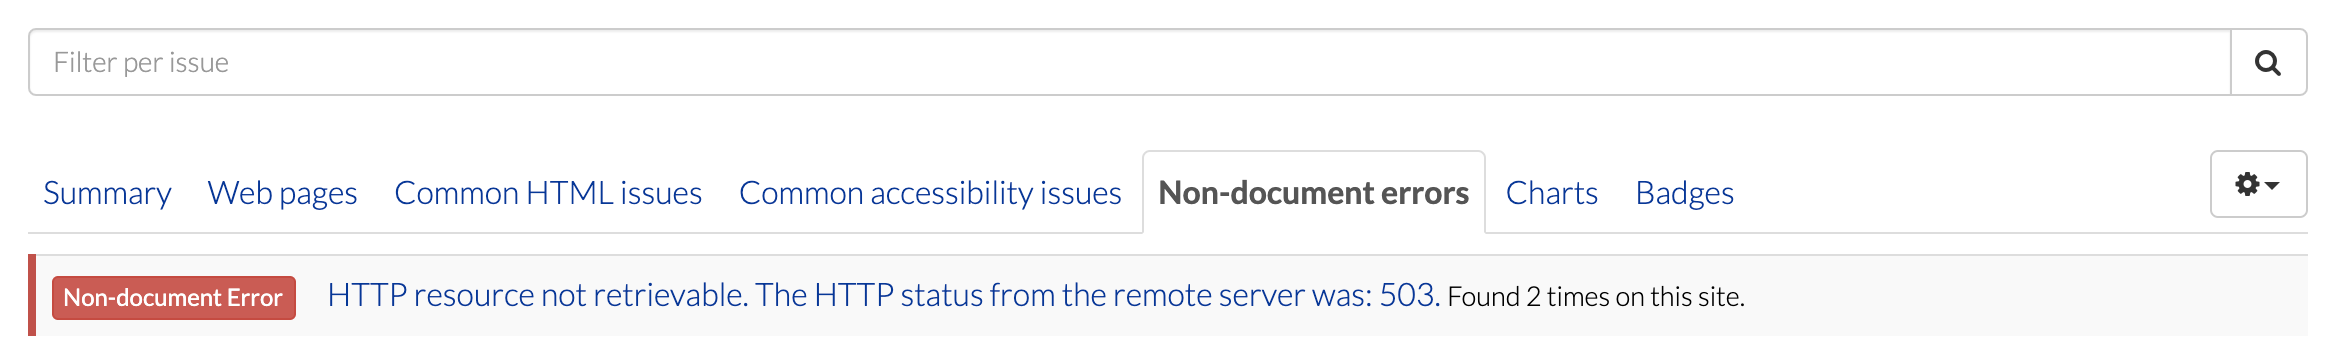 Filter per issue
Summary Web pages Common HTML issues Common accessibility issues Non-document errors Charts Badges
Non-document Error HTTP resource not retrievable. The HTTP status from the remote server was: 503. Found 2 times on this site.